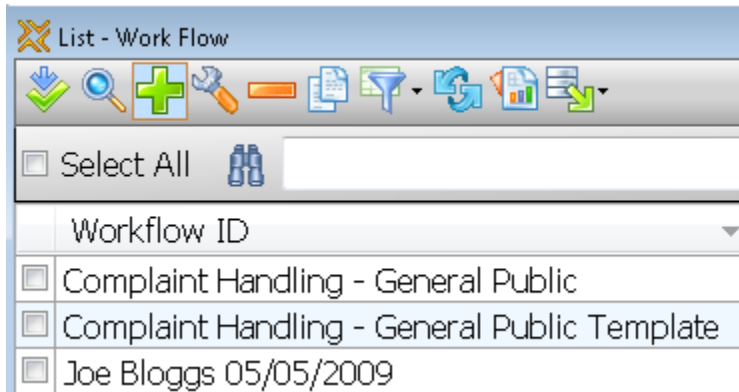 List - Work Flow
Select All
Workflow ID
Complaint Handling - General Public
Complaint Handling - General Public Template
Joe Bloggs 05/05/2009